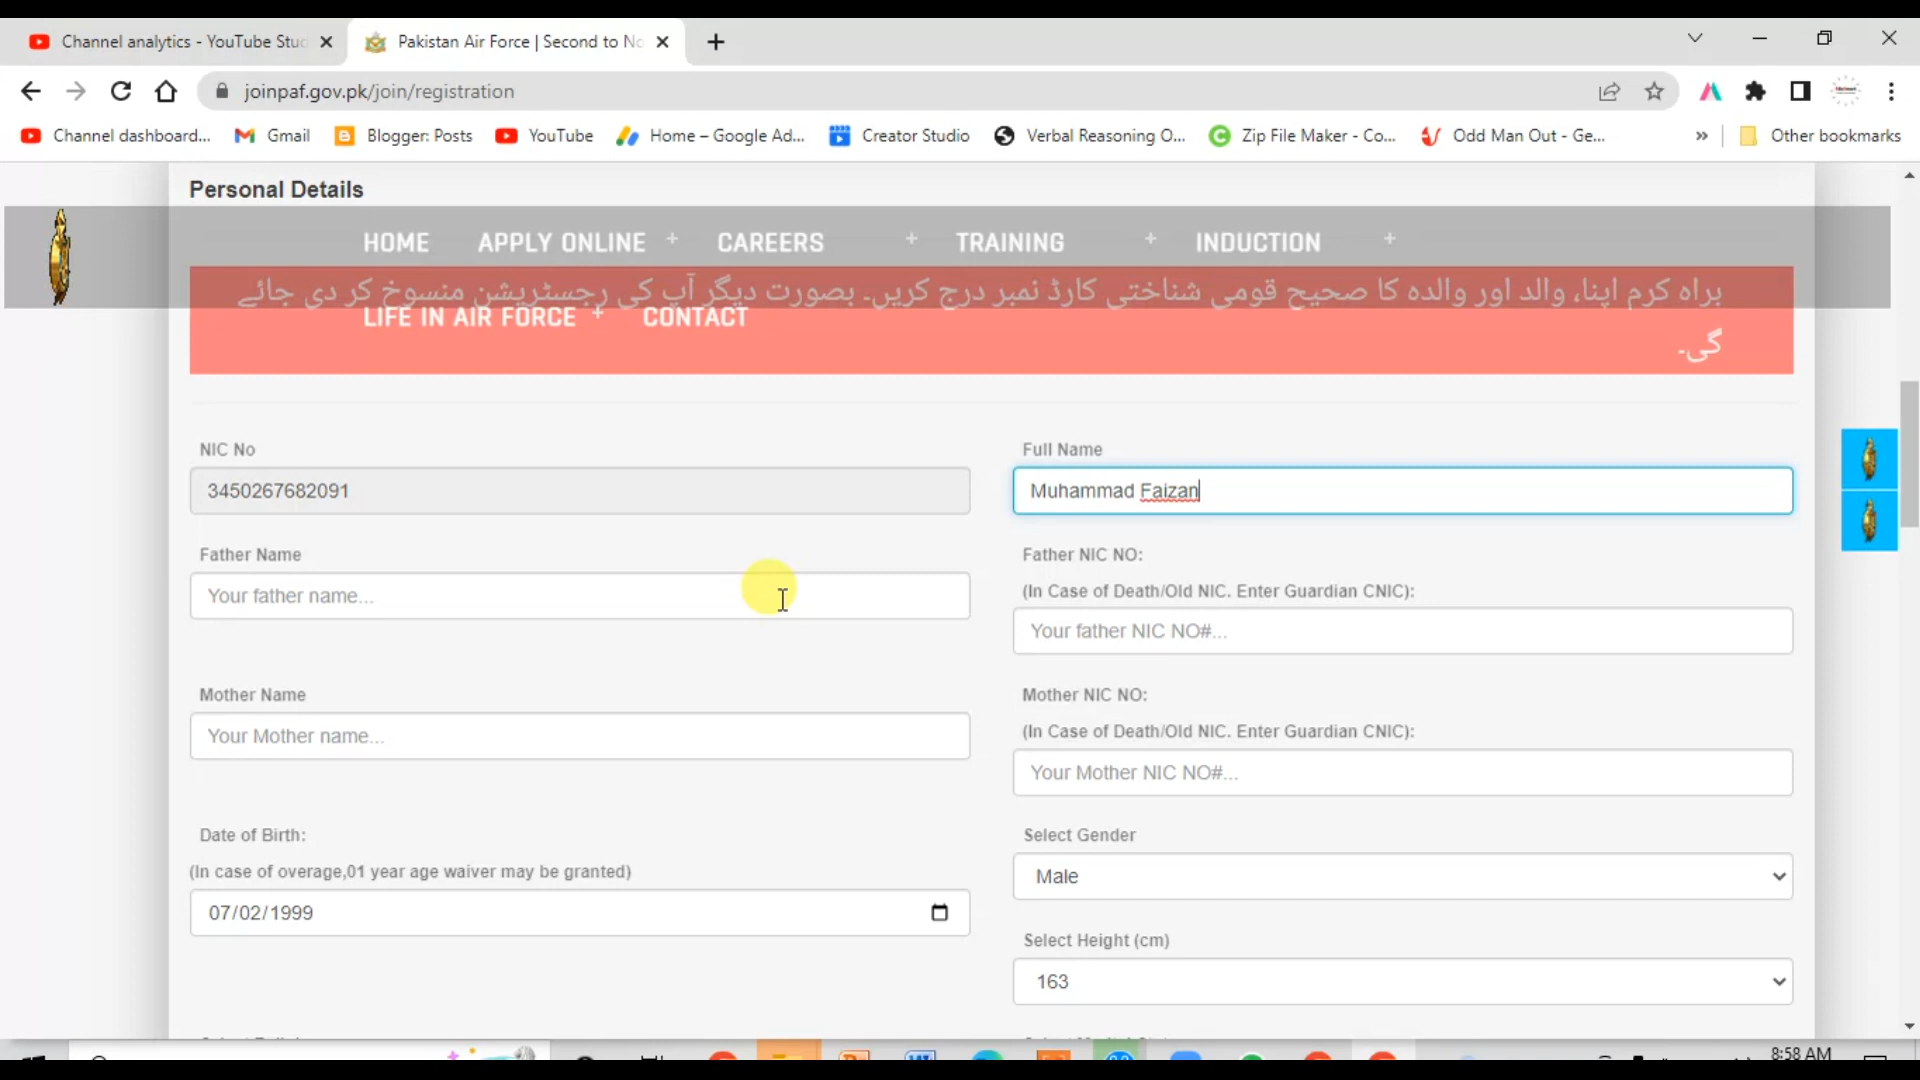 Channel analytics - YouTube Stud
Pakistan Air Force | Second to No
joinpaf.gov.pk/join/registration
Channel dashboard...
Gmail
Blogger: Posts
YouTube
Home – Google Ad...
Creator Studio
Verbal Reasoning O...
Zip File Maker - Co...
Odd Man Out - Ge...
»
Other bookmarks
Personal Details
HOME
APPLY ONLINE +
CAREERS +
TRAINING +
INDUCTION +
براہ کرم اپنا، والد اور والدہ کا صحیح قومی شناختی کارڈ نمبر درج کریں۔ بصورت دیگر آپ کی رجسٹریشن منسوخ کر دی جائے
گی۔
LIFE IN AIR FORCE +
CONTACT
NIC No
3450267682091
Full Name
Muhammad Faizan
Father Name
Your father name...
Father NIC NO:
(In Case of Death/Old NIC. Enter Guardian CNIC):
Your father NIC NO#...
Mother Name
Your Mother name...
Mother NIC NO:
(In Case of Death/Old NIC. Enter Guardian CNIC):
Your Mother NIC NO#...
Date of Birth:
(In case of overage,01 year age waiver may be granted)
07/02/1999
Select Gender
Male
Select Height (cm)
163
8:58 AM